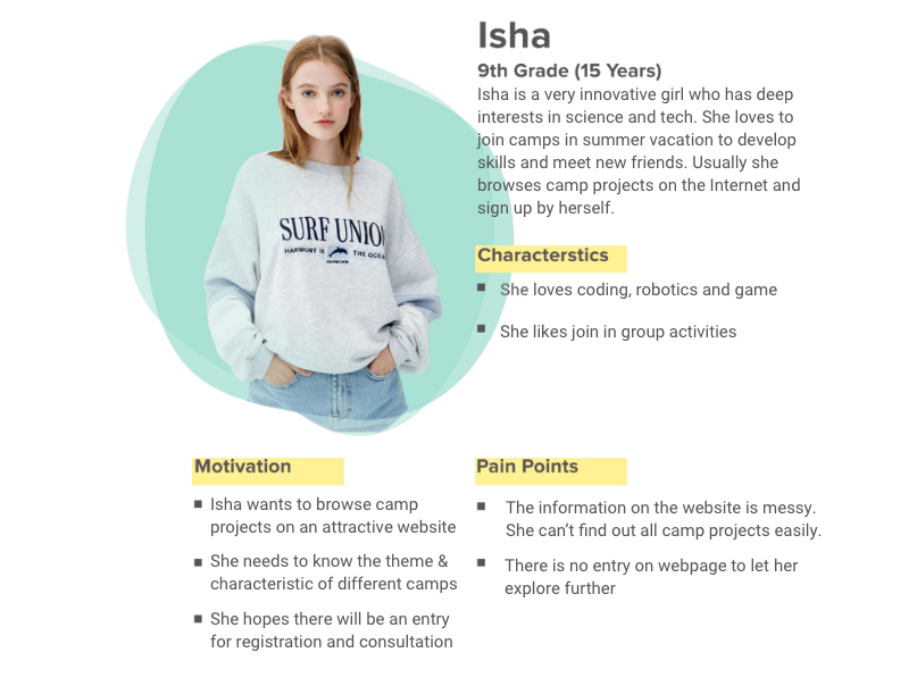 Isha
9th Grade (15 Years)
Isha is a very innovative girl who has deep
interests in science and tech. She loves to
join camps in summer vacation to develop
skills and meet new friends. Usually she
browses camp projects on the Internet and
sign up by herself.
SURF UNIO
HARMONY IS THE OCEA
Characterstics
■ She loves coding, robotics and game
■ She likes join in group activities
Motivation
■ Isha wants to browse camp
projects on an attractive website
■ She needs to know the theme &
characteristic of different camps
■ She hopes there will be an entry
for registration and consultation
Pain Points
■ The information on the website is messy.
She can’t find out all camp projects easily.
■ There is no entry on webpage to let her
explore further